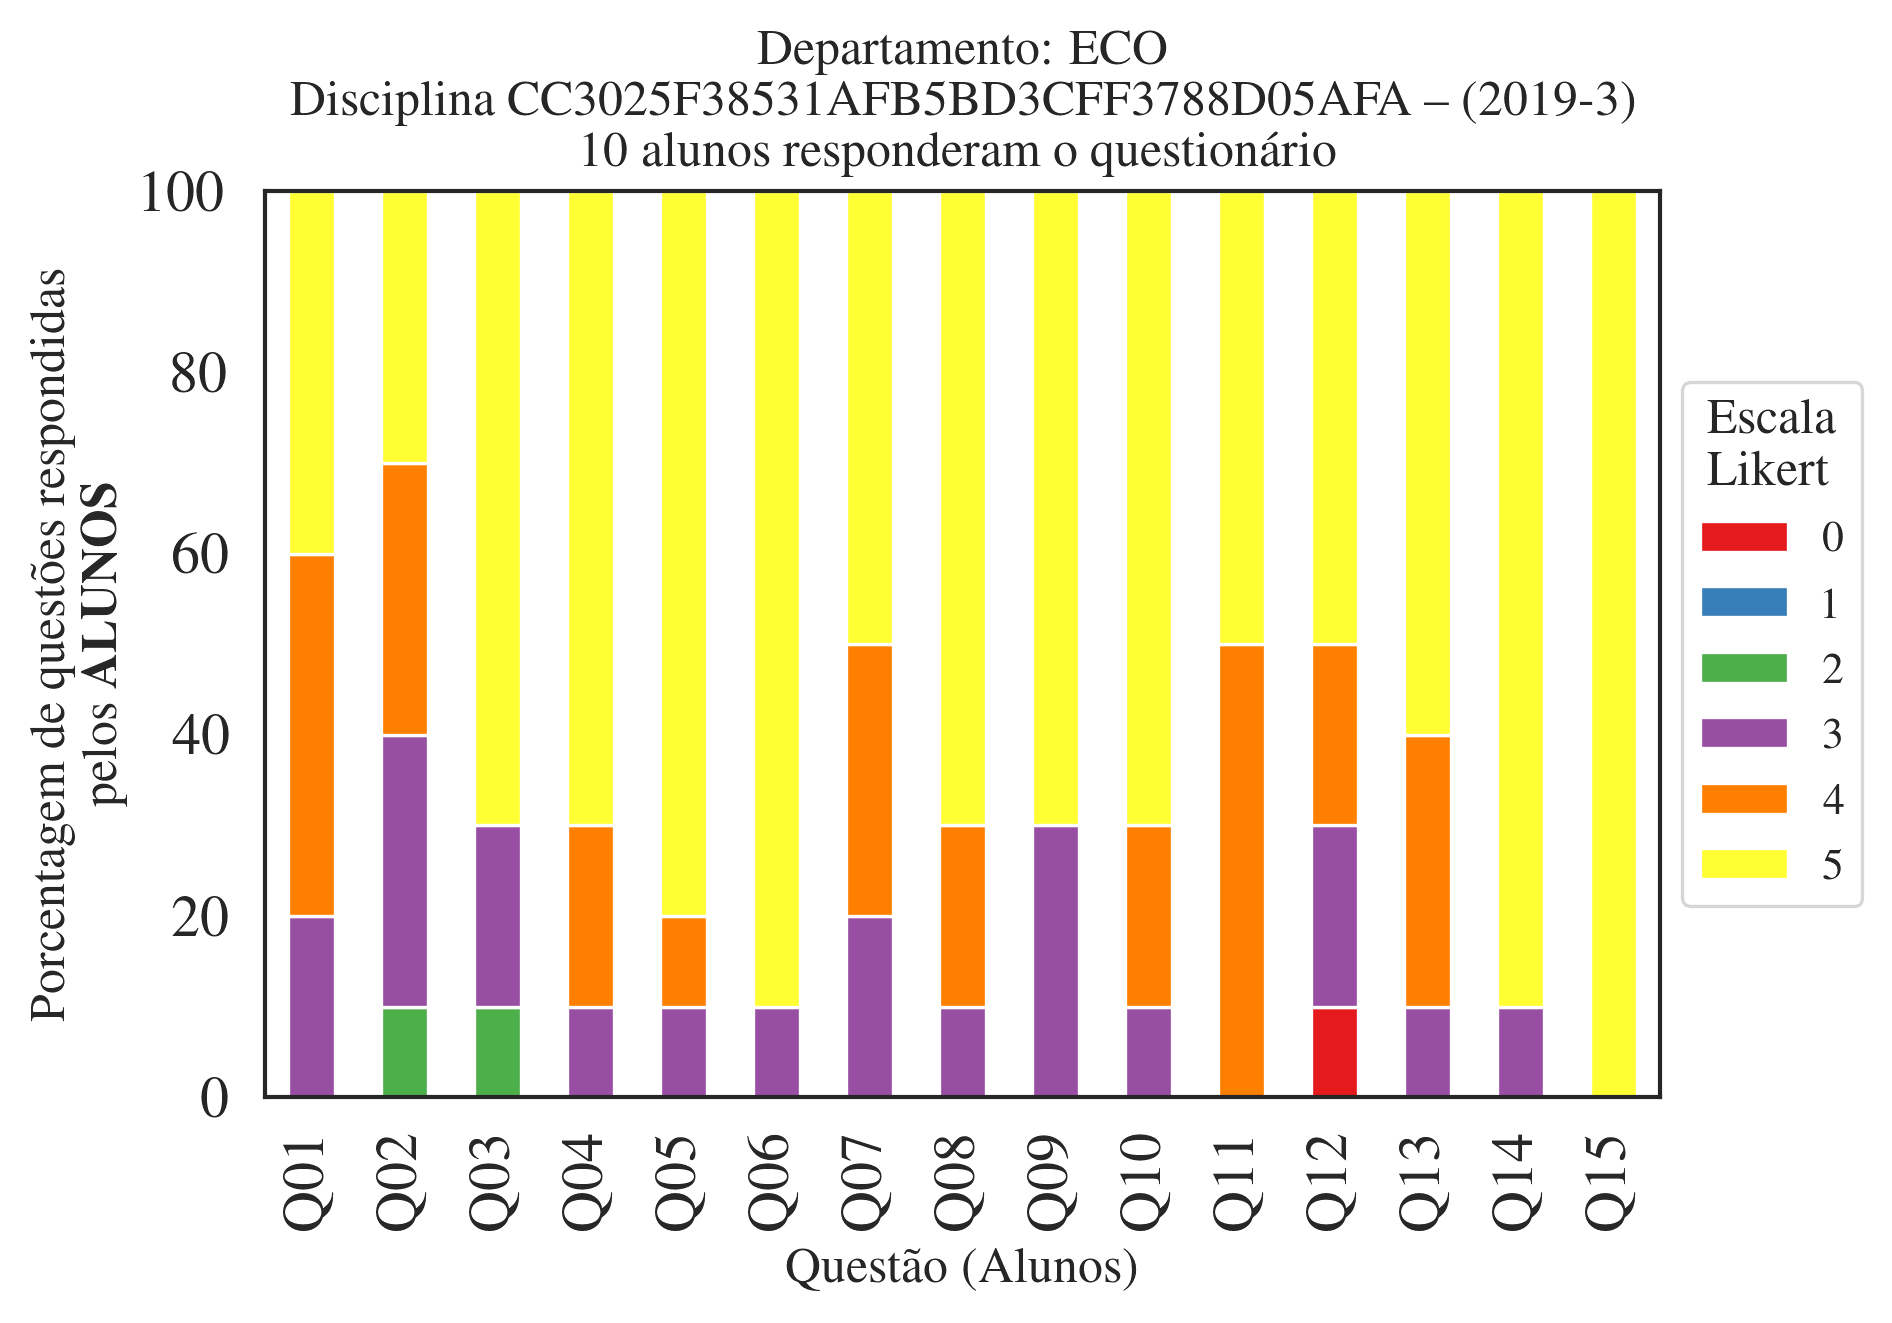 Departamento: ECO
Disciplina CC3025F38531AFB5BD3CFF3788D05AFA – (2019-3)
10 alunos responderam o questionário
Porcentagem de questões respondidas
pelos ALUNOS
100
80
60
40
20
0
Q01
Q02
Q03
Q04
Q05
Q06
Q07
Q08
Q09
Q10
Q11
Q12
Q13
Q14
Q15
Questão (Alunos)
Escala
Likert
0
1
2
3
4
5